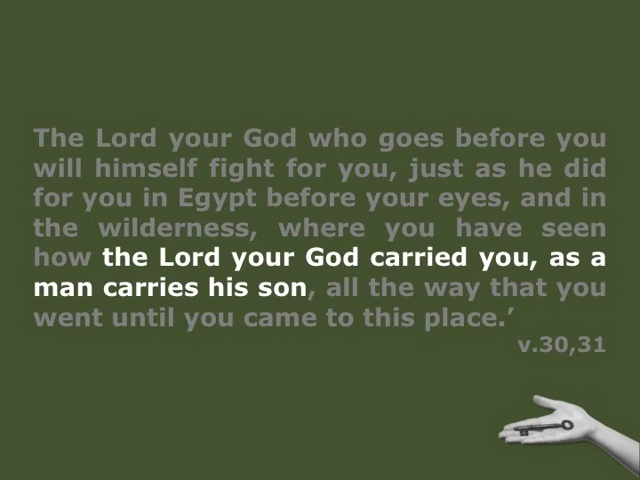 The Lord your God who goes before you
will himself fight for you, just as he did
for you in Egypt before your eyes, and in
the wilderness, where you have seen
how the Lord your God carried you, as a
man carries his son, all the way that you
went until you came to this place.’
v.30,31